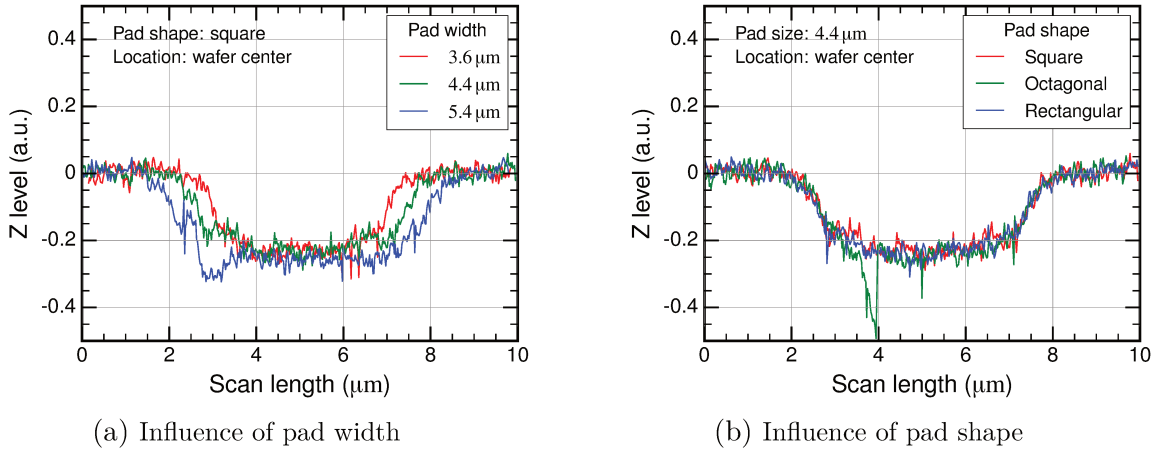 Pad shape: square
Location: wafer center
Pad width
3.6 μm
4.4 μm
5.4 μm
Z level (a.u.)
0.4
0.2
0
-0.2
-0.4
0 2 4 6 8 10
Scan length (μm)
(a) Influence of pad width
Pad size: 4.4 μm
Location: wafer center
Pad shape
Square
Octagonal
Rectangular
Z level (a.u.)
0.4
0.2
0
-0.2
-0.4
0 2 4 6 8 10
Scan length (μm)
(b) Influence of pad shape